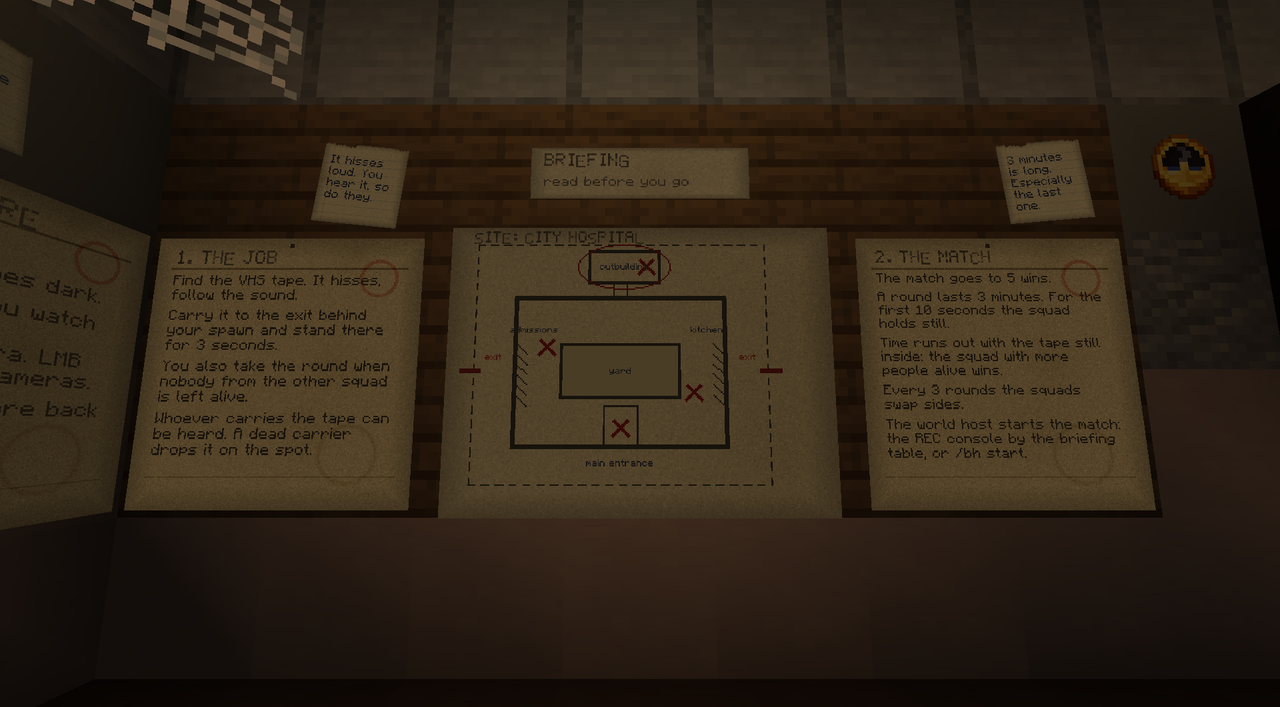 e
RE
es dark.
u watch
ra. LMB
ameras.
re back
It hisses
loud. You
hear it, so
do they.
BRIEFING
read before you go
3 minutes
is long.
Especially
the last
one.
1. THE JOB
Find the VHS tape. It hisses,
follow the sound.
Carry it to the exit behind
your spawn and stand there
for 3 seconds.
You also take the round when
nobody from the other squad
is left alive.
Whoever carries the tape can
be heard. A dead carrier
drops it on the spot.
SITE: CITY HOSPITAL
outbuilding
admissions
kitchen
exit
exit
yard
main entrance
2. THE MATCH
The match goes to 5 wins.
A round lasts 3 minutes. For the
first 10 seconds the squad
holds still.
Time runs out with the tape still
inside: the squad with more
people alive wins.
Every 3 rounds the squads
swap sides.
The world host starts the match:
the REC console by the briefing
table, or /bh start.